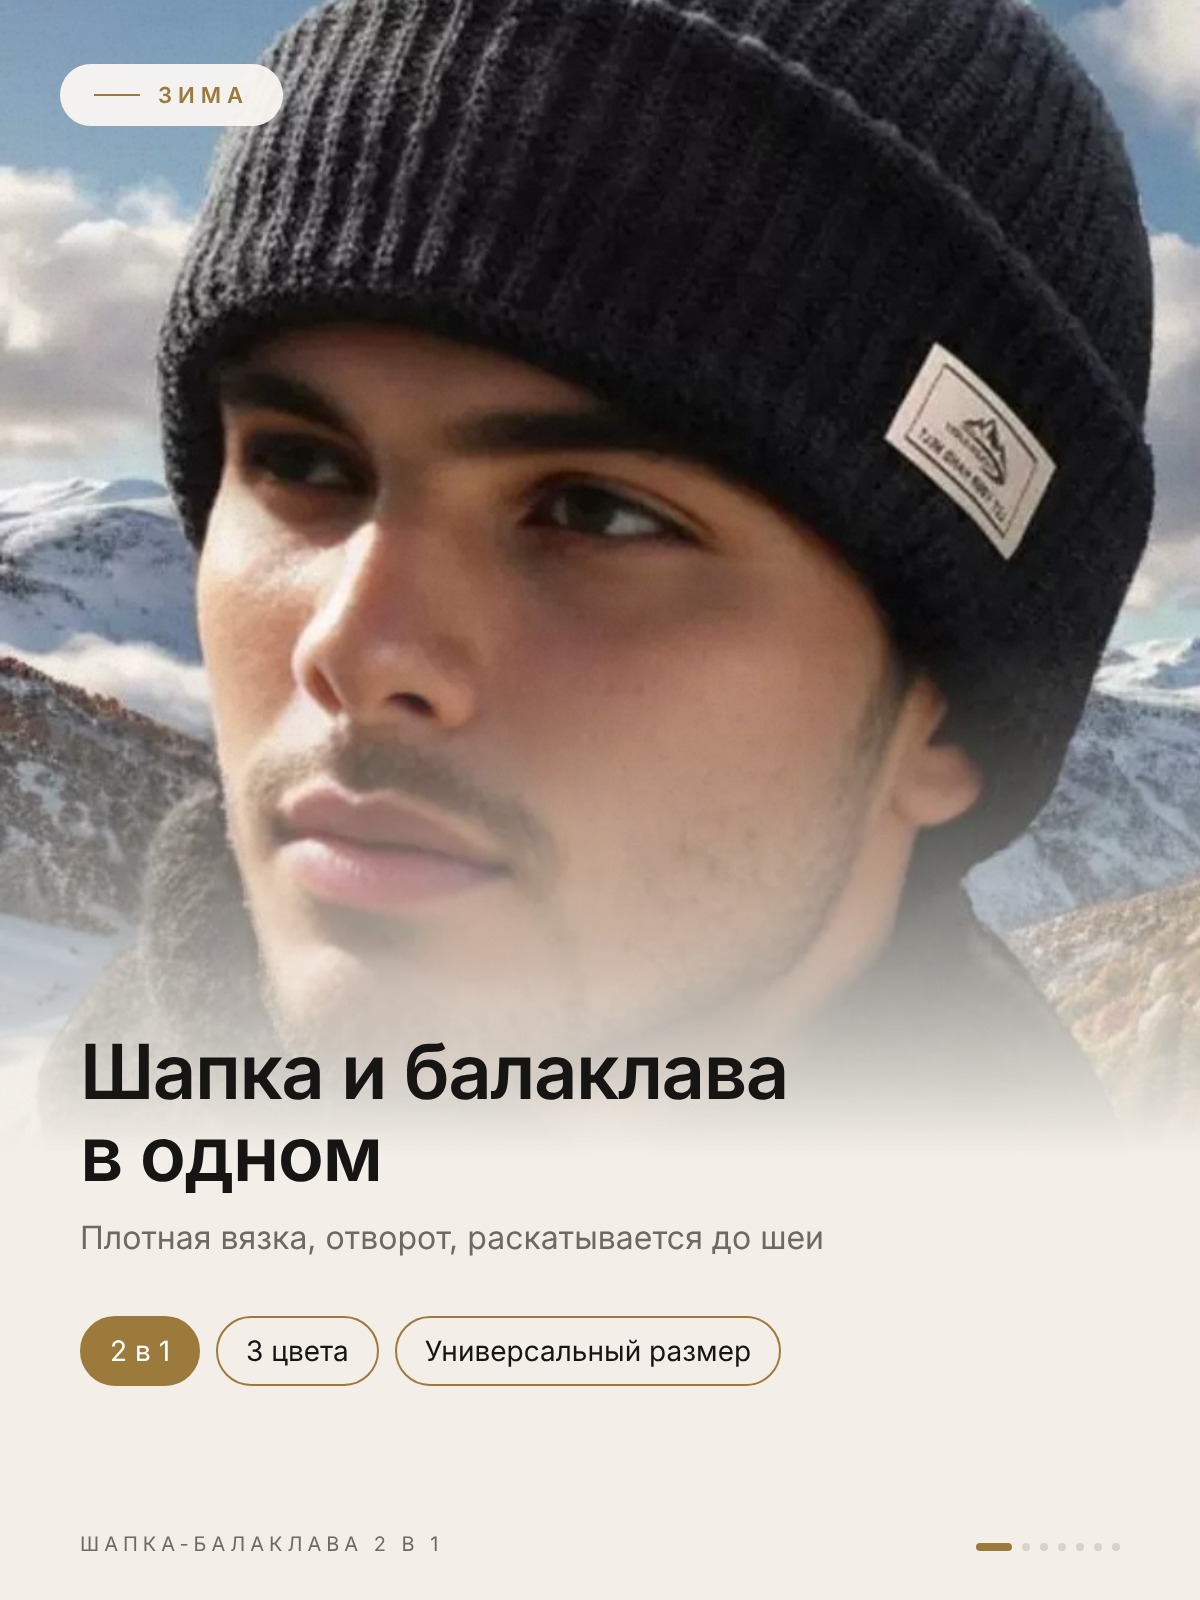 ЗИМА
Шапка и балаклава
в одном
Плотная вязка, отворот, раскатывается до шеи
2 в 1
3 цвета
Универсальный размер
ШАПКА-БАЛАКЛАВА 2 В 1